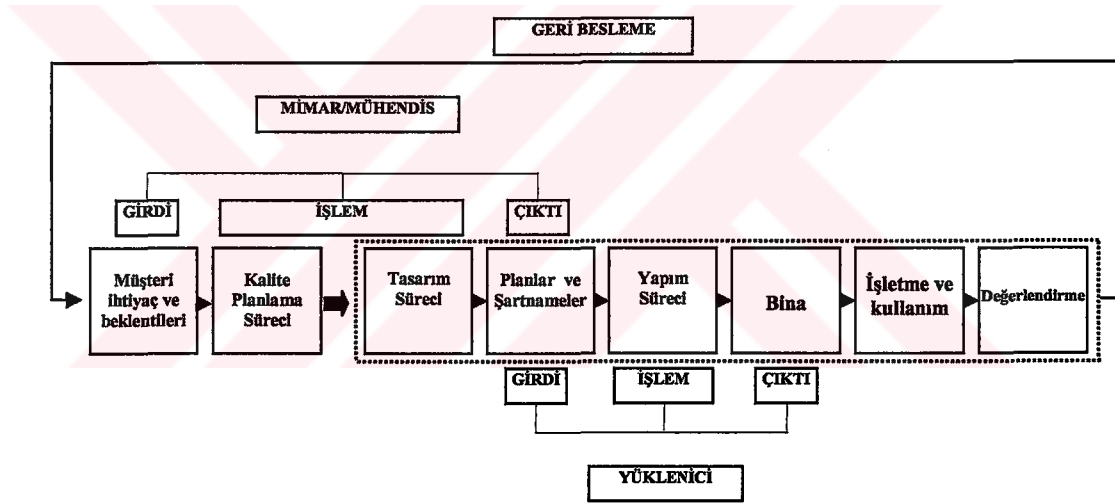 GERİ BESLEME
MİMAR/MÜHENDİS
GİRDİ
İŞLEM
ÇIKTI
Müşteri
ihtiyaç ve
beklentileri
Kalite
Planlama
Süreci
Tasarım
Süreci
Planlar ve
Şartnameler
Yapım
Süreci
Bina
İşletme ve
kullanım
Değerlendirme
GİRDİ
İŞLEM
ÇIKTI
YÜKLENİCİ